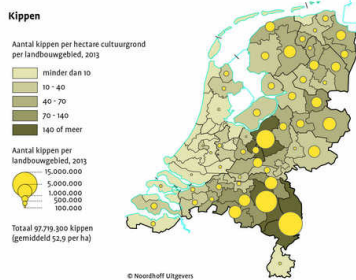 Kippen
Aantal kippen per hectare cultuurgrond
per landbouwgebied, 2013
minder dan 10
10 - 40
40 - 70
70 - 140
140 of meer
Aantal kippen per
landbouwgebied, 2013
15.000.000
5.000.000
1.000.000
500.000
100.000
Totaal 97.719.300 kippen
(gemiddeld 52,9 per ha)
© Noordhoff Uitgevers